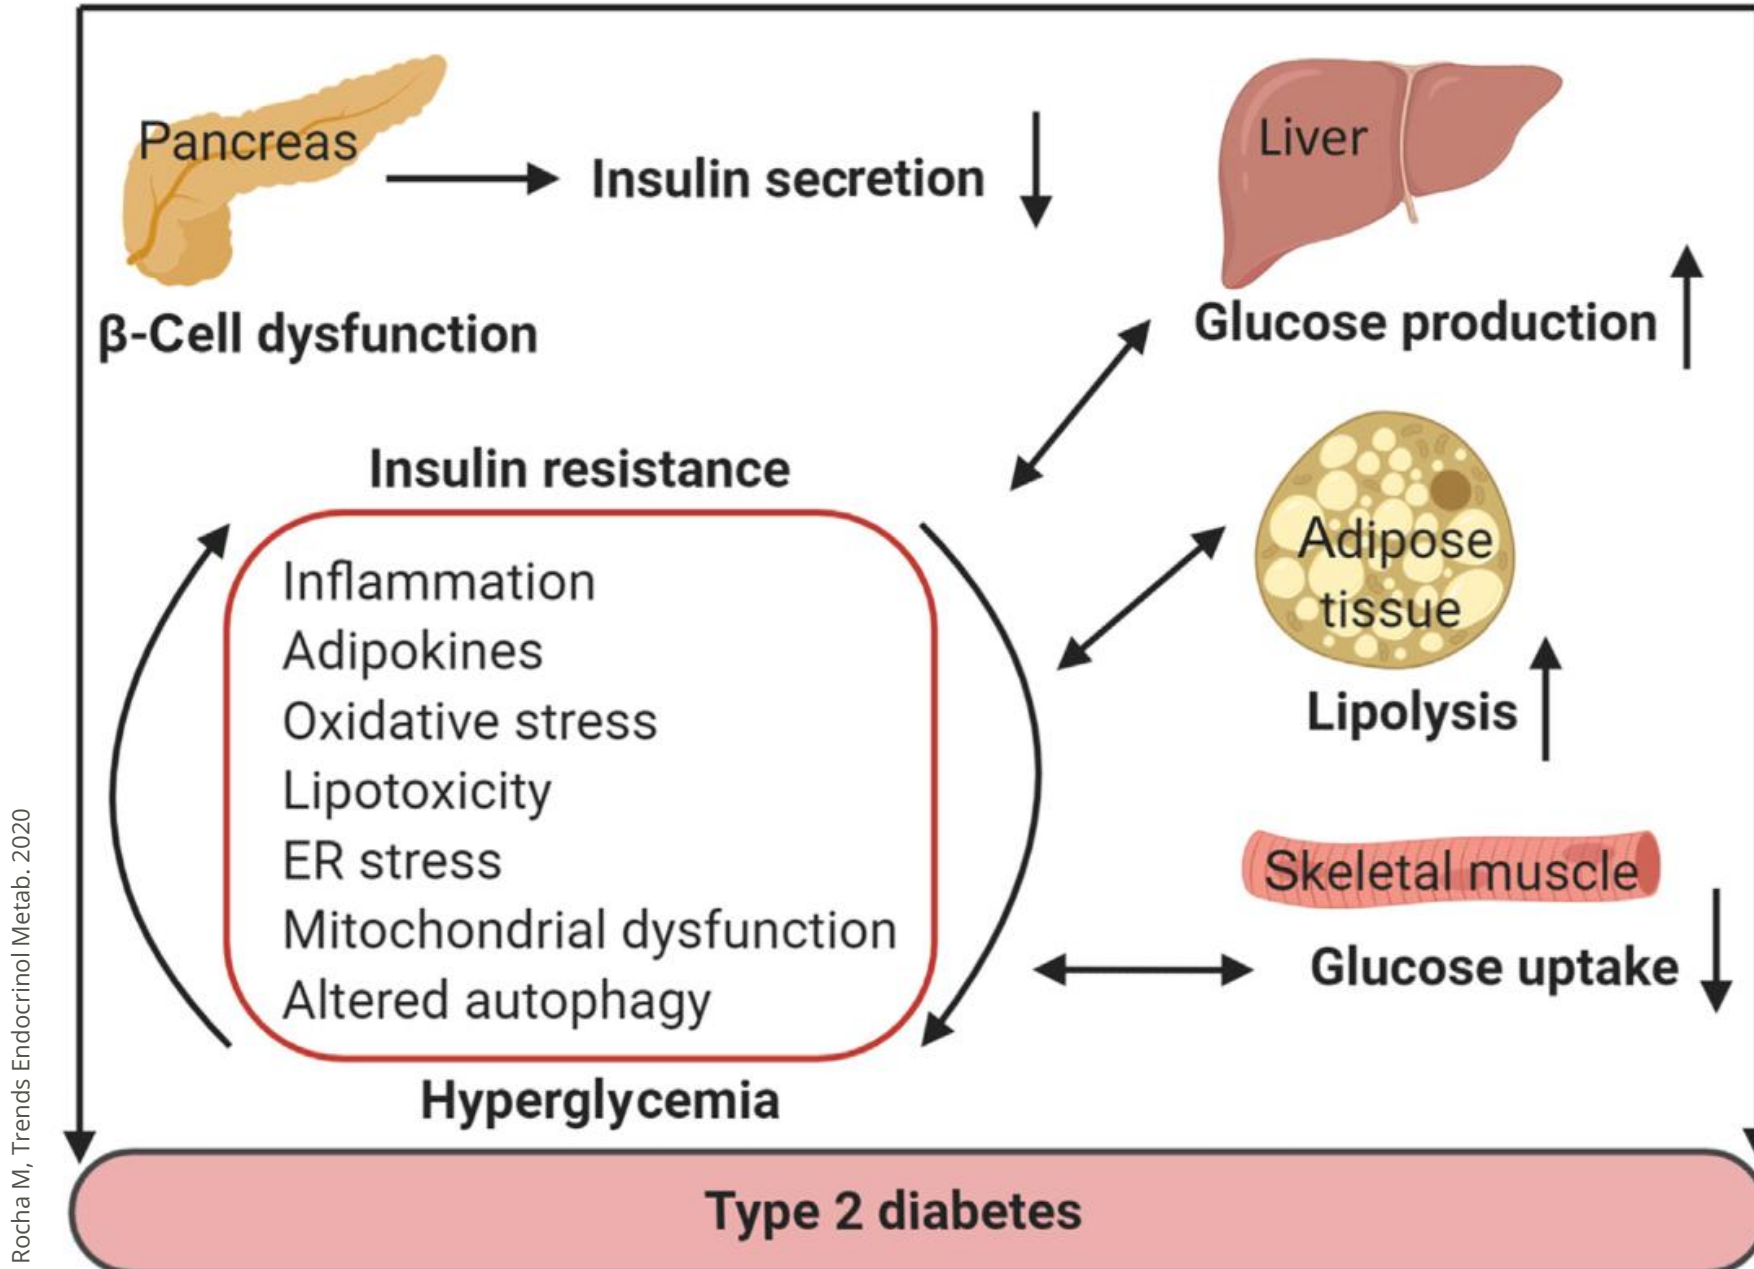 Pancreas
Insulin secretion
β-Cell dysfunction
Liver
Glucose production
Insulin resistance
Inflammation
Adipokines
Oxidative stress
Lipotoxicity
ER stress
Mitochondrial dysfunction
Altered autophagy
Hyperglycemia
Adipose
tissue
Lipolysis
Skeletal muscle
Glucose uptake
Type 2 diabetes
Rocha M, Trends Endocrinol Metab. 2020